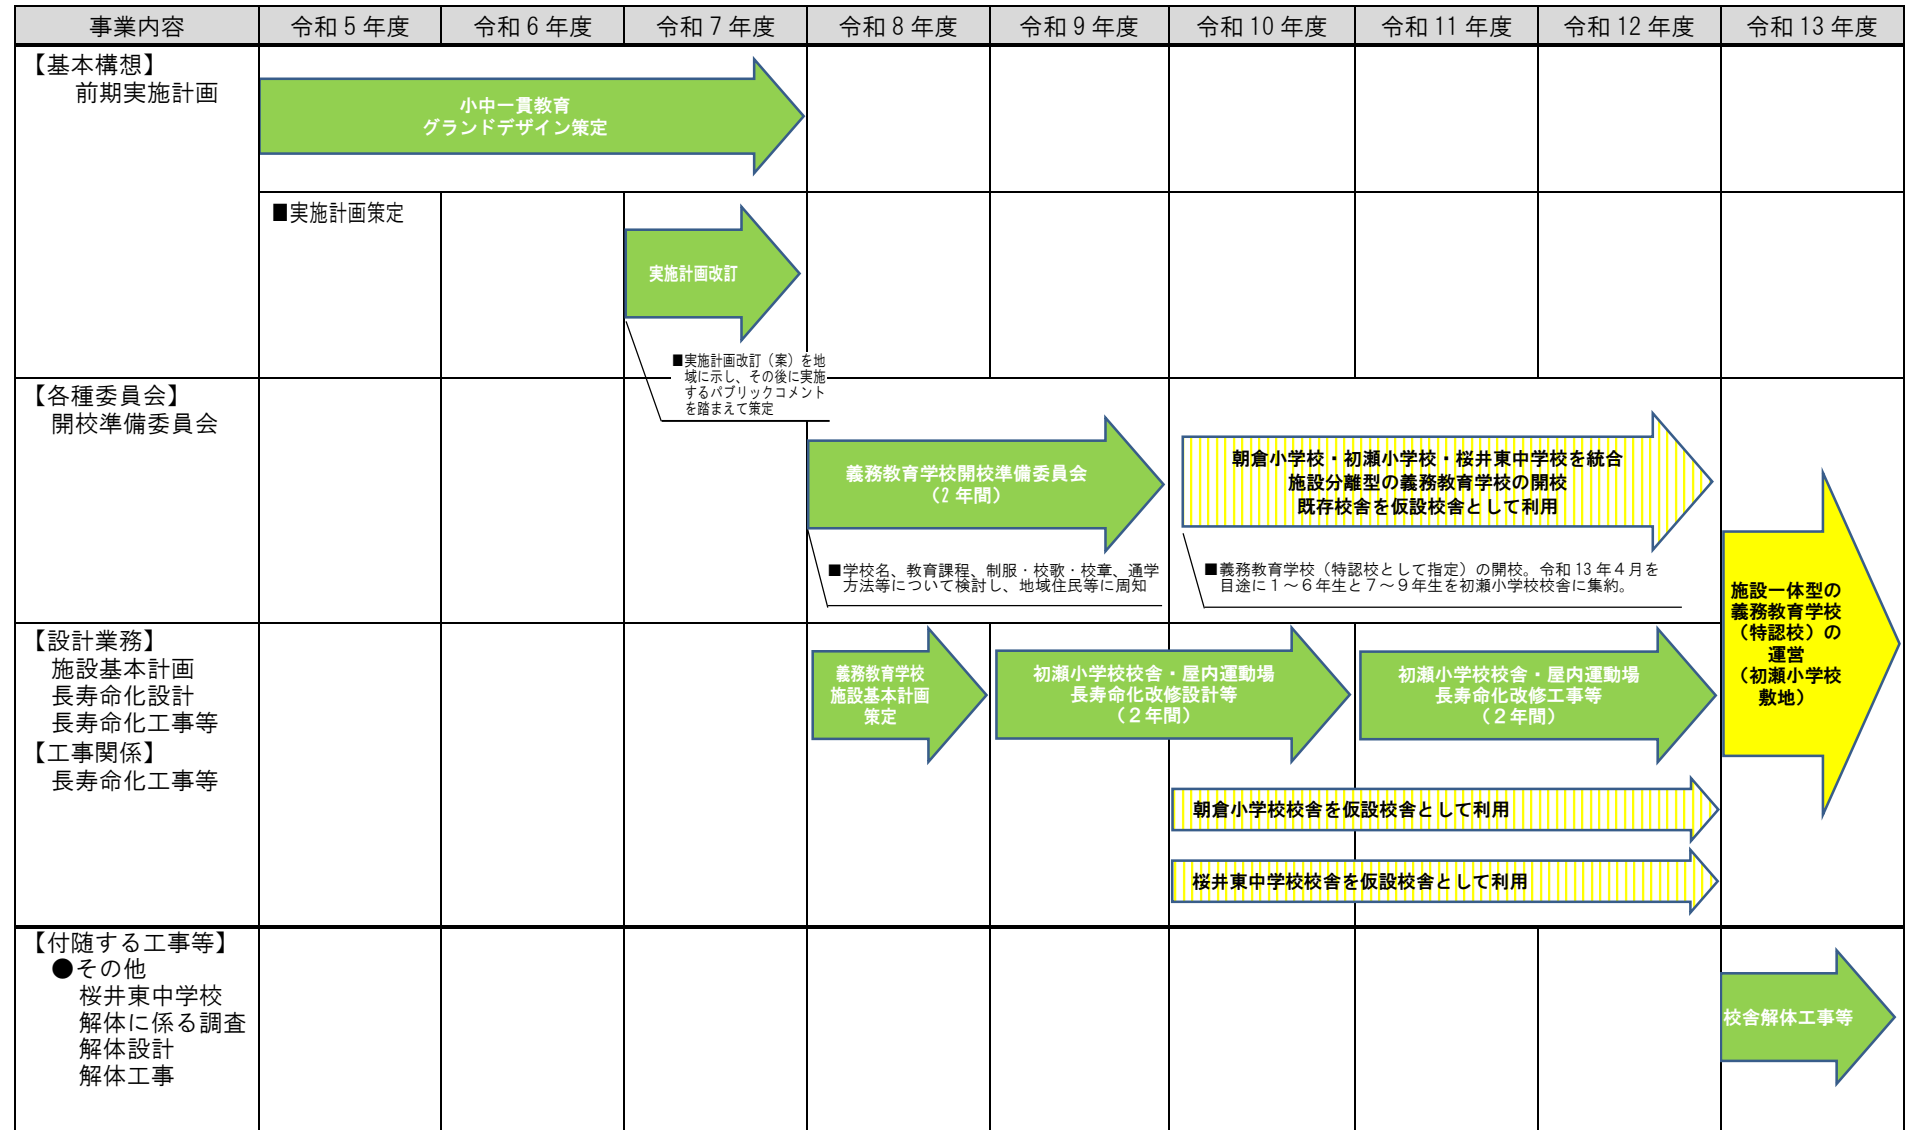 事業内容
令和5年度
令和6年度
令和7年度
令和8年度
令和9年度
令和10年度
令和11年度
令和12年度
令和13年度
【基本構想】
前期実施計画
小中一貫教育
グランドデザイン策定
■実施計画策定
実施計画改訂
■実施計画改訂（案）を地
域に示し、その後に実施
するパブリックコメント
を踏まえて策定
【各種委員会】
開校準備委員会
義務教育学校開校準備委員会
（2年間）
■学校名、教育課程、制服・校歌・校章、通学
方法等について検討し、地域住民等に周知
朝倉小学校・初瀬小学校・桜井東中学校を統合
施設分離型の義務教育学校の開校
既存校舎を仮設校舎として利用
■義務教育学校（特認校として指定）の開校。令和13年4月を
目途に1～6年生と7～9年生を初瀬小学校校舎に集約。
施設一体型の
義務教育学校
（特認校）の
運営
（初瀬小学校
敷地）
【設計業務】
施設基本計画
長寿命化設計
長寿命化工事等
【工事関係】
長寿命化工事等
義務教育学校
施設基本計画
策定
初瀬小学校校舎・屋内運動場
長寿命化改修設計等
（２年間）
初瀬小学校校舎・屋内運動場
長寿命化改修工事等
（２年間）
朝倉小学校校舎を仮設校舎として利用
桜井東中学校校舎を仮設校舎として利用
【付随する工事等】
●その他
桜井東中学校
解体に係る調査
解体設計
解体工事
校舎解体工事等